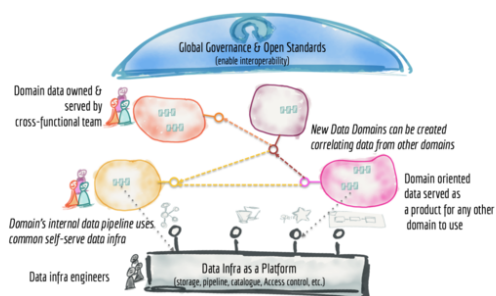 Global Governance & Open Standards
(enable interoperability)
Domain data owned &
served by
cross-functional team
New Data Domains can be created
correlating data from other domains
Domain oriented
data served as
a product for any other
domain to use
Domain's internal data pipeline uses
common self-serve data infra
Data infra engineers
Data Infra as a Platform
(storage, pipeline, catalogue, Access control, etc.)